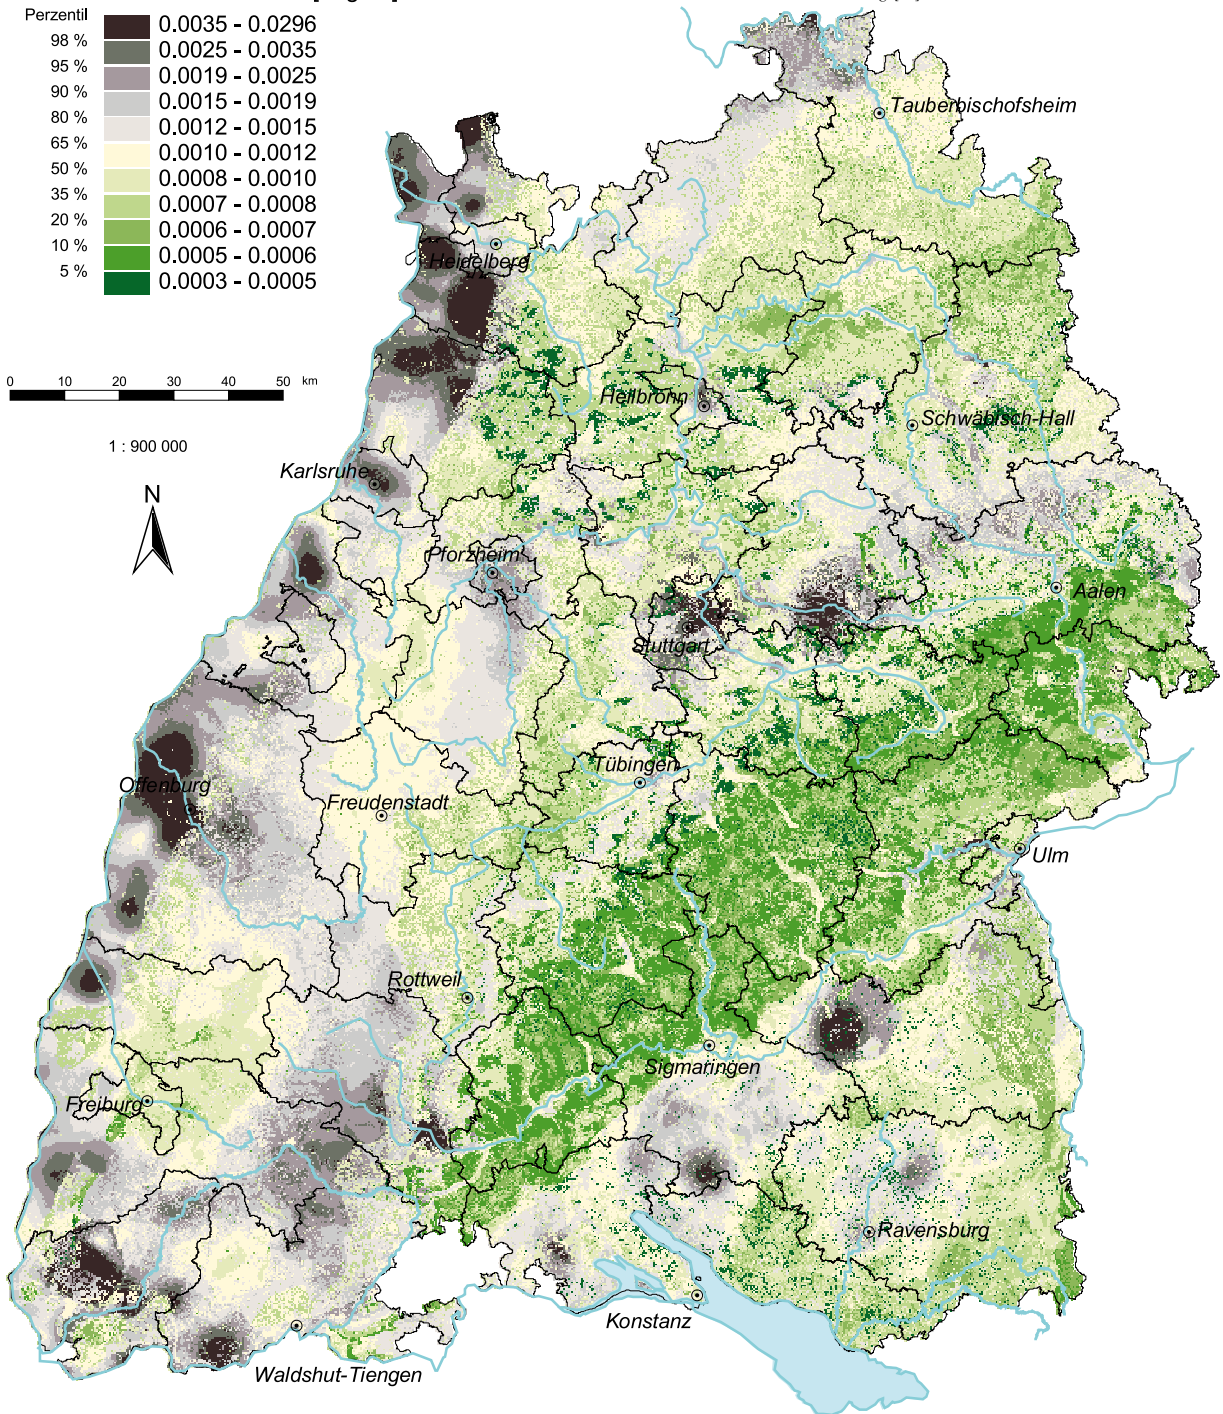 Perzentil
98 %
95 %
90 %
80 %
65 %
50 %
35 %
20 %
10 %
5 %
0.0035 - 0.0296
0.0025 - 0.0035
0.0019 - 0.0025
0.0015 - 0.0019
0.0012 - 0.0015
0.0010 - 0.0012
0.0008 - 0.0010
0.0007 - 0.0008
0.0006 - 0.0007
0.0005 - 0.0006
0.0003 - 0.0005
0 10 20 30 40 50 km
1 : 900 000
N
Tauberbischofsheim
Heidelberg
Heilbronn
Schwäbisch-Hall
Karlsruhe
Pforzheim
Aalen
Stuttgart
Tübingen
Offenburg
Freudenstadt
Ulm
Rottweil
Sigmaringen
Freiburg
Ravensburg
Konstanz
Waldshut-Tiengen